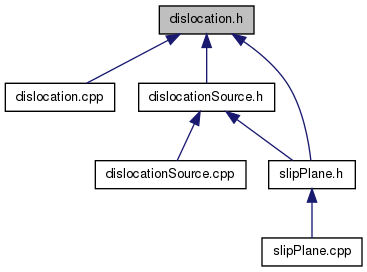 dislocation.h
dislocation.cpp
dislocationSource.h
dislocationSource.cpp
slipPlane.h
slipPlane.cpp